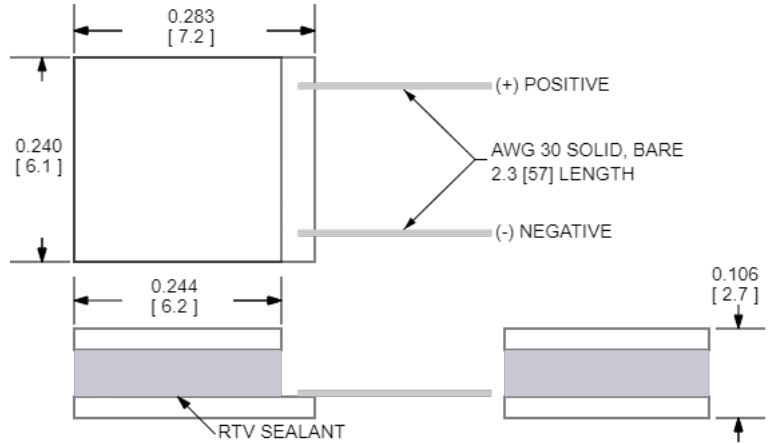 0.283
[ 7.2 ]
(+) POSITIVE
0.240
[ 6.1 ]
AWG 30 SOLID, BARE
2.3 [57] LENGTH
(-) NEGATIVE
0.244
[ 6.2 ]
0.106
[ 2.7 ]
RTV SEALANT